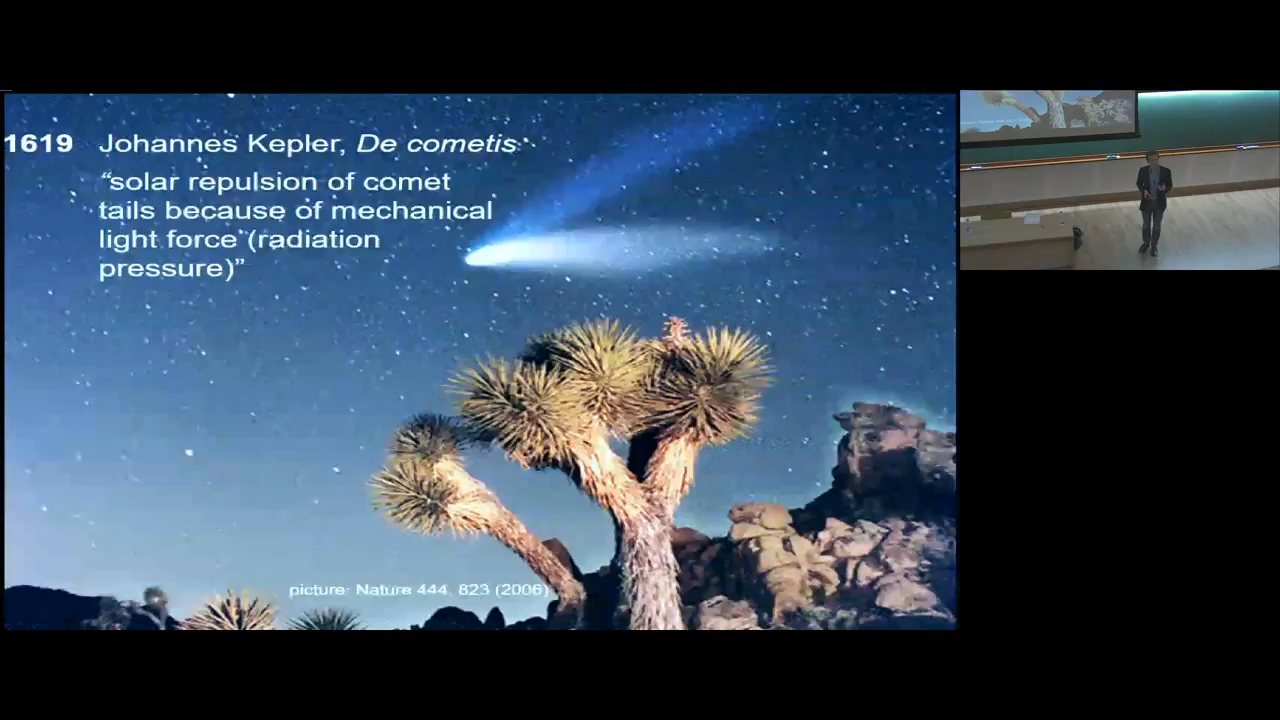 1619 Johannes Kepler, De cometis
“solar repulsion of comet
tails because of mechanical
light force (radiation
pressure)”
picture: Nature 444, 823 (2006)